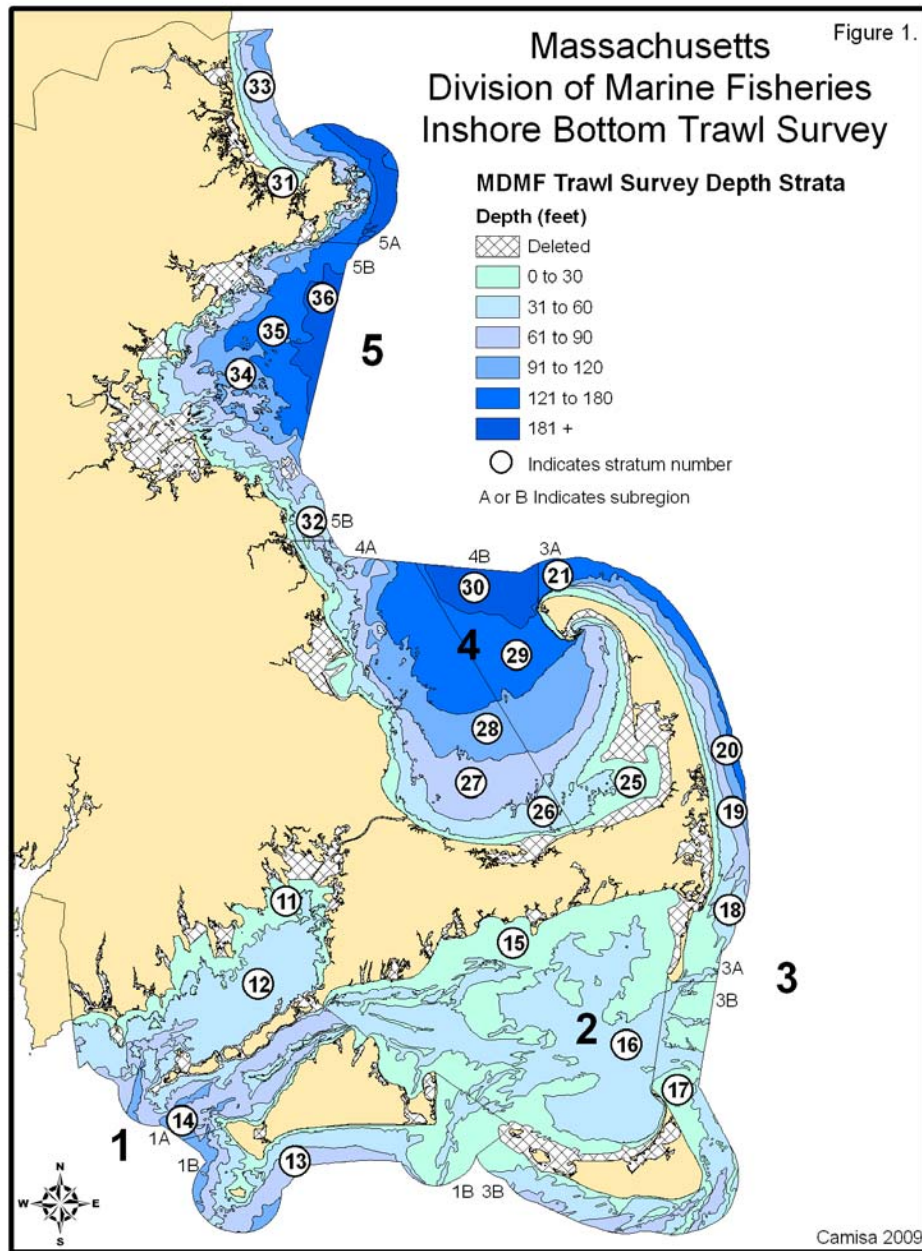 Figure 1.
Massachusetts
Division of Marine Fisheries
Inshore Bottom Trawl Survey
MDMF Trawl Survey Depth Strata
Depth (feet)
Deleted
0 to 30
31 to 60
61 to 90
91 to 120
121 to 180
181 +
Indicates stratum number
A or B Indicates subregion
33
31
5A
5B
36
35
5
34
32
5B
4A
4B
3A
21
30
4
29
28
20
27
25
26
19
11
18
15
12
3A
3
3B
2
16
17
14
1
1A
13
1B
1B
3B
N
W
E
S
Camisa 2009